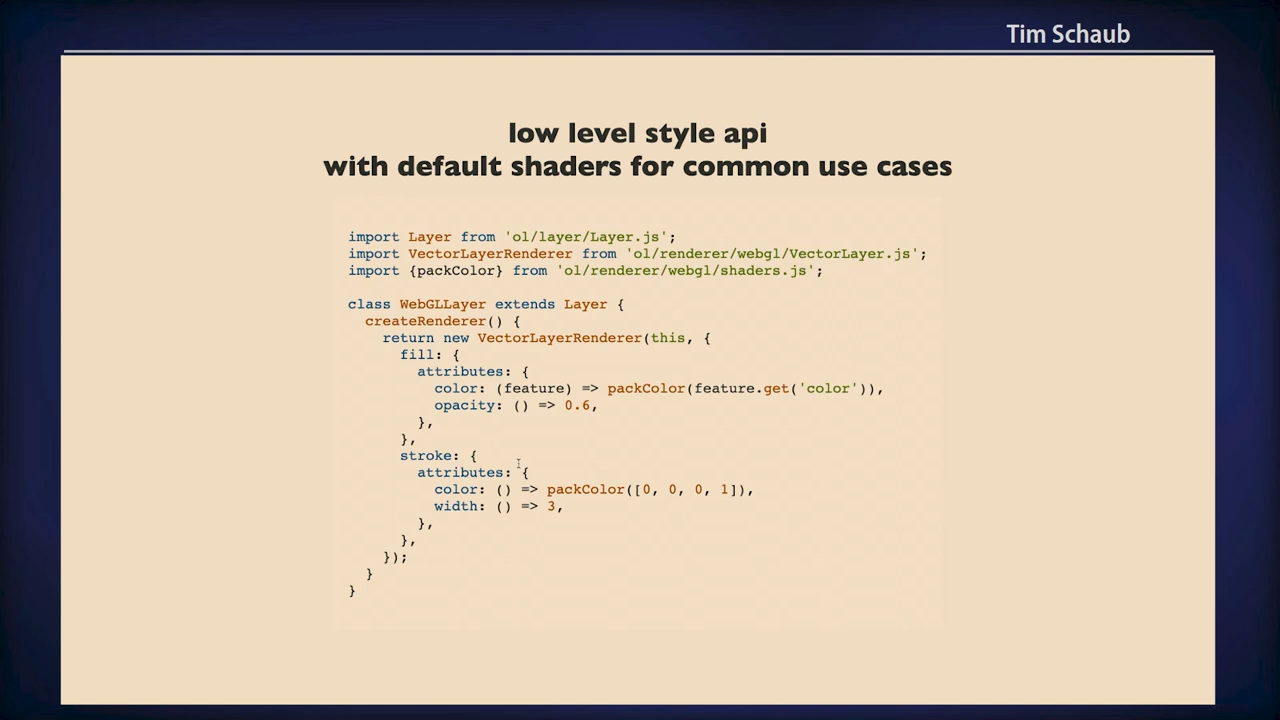 Tim Schaub
low level style api
with default shaders for common use cases
import Layer from 'ol/layer/Layer.js';
import VectorLayerRenderer from 'ol/renderer/webgl/VectorLayer.js';
import {packColor} from 'ol/renderer/webgl/shaders.js';
class WebGLLayer extends Layer {
  createRenderer() {
    return new VectorLayerRenderer(this, {
      fill: {
        attributes: {
          color: (feature) => packColor(feature.get('color')),
          opacity: () => 0.6,
        },
      },
      stroke: {
        attributes: {
          color: () => packColor([0, 0, 0, 1]),
          width: () => 3,
        },
      },
    });
  }
}